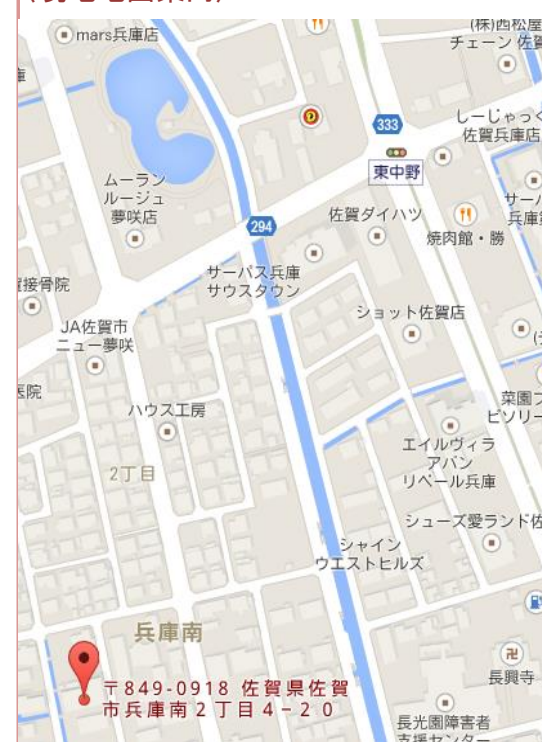 mars兵庫店
(株)西松屋
チェーン 佐賀
333
しーじゃっく
佐賀兵庫店
東中野
ムーラン
ルージュ
夢咲店
294
佐賀ダイハツ
焼肉館・勝
サーパス兵庫
サウスタウン
接骨院
ショット佐賀店
JA佐賀市
ニュー夢咲
医院
ハウス工房
エイルヴィラ
アバン
リベール兵庫
2丁目
シューズ愛ランド佐
シャイン
ウエストヒルズ
兵庫南
長興寺
〒849-0918 佐賀県佐賀
市兵庫南2丁目4-20
長光園障害者
支援センター